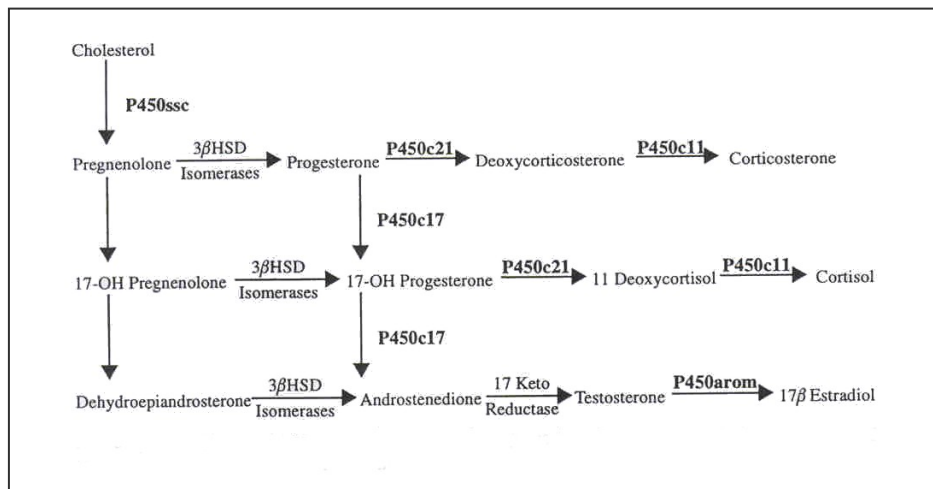 Cholesterol
P450ssc
3βHSD
P450c21
P450c11
Pregnenolone
Progesterone
Deoxycorticosterone
Corticosterone
Isomerases
P450c17
3βHSD
P450c21
P450c11
17-OH Pregnenolone
17-OH Progesterone
11 Deoxycortisol
Cortisol
Isomerases
P450c17
3βHSD
17 Keto
P450arom
Dehydroepiandrosterone
Androstenedione
Testosterone
17β Estradiol
Isomerases
Reductase